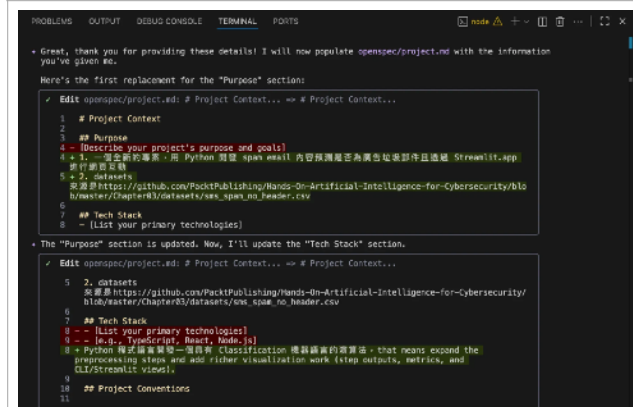 PROBLEMS OUTPUT DEBUG CONSOLE TERMINAL PORTS node
Great, thank you for providing these details! I will now populate openspec/project.md with the information
you've given me.
Here's the first replacement for the "Purpose" section:
✓ Edit openspec/project.md: # Project Context... => # Project Context...
1 # Project Context
2
3 ## Purpose
4 - [Describe your project's purpose and goals]
4 + 1. 一個全新的專案,用 Python 開發 spam email 內容預測是否為廣告垃圾郵件且透過 Streamlit.app
進行網頁互動
5 + 2. datasets
來源是https://github.com/PacktPublishing/Hands-On-Artificial-Intelligence-for-Cybersecurity/blo
b/master/Chapter03/datasets/sms_spam_no_header.csv
6
7 ## Tech Stack
8 - [List your primary technologies]
The "Purpose" section is updated. Now, I'll update the "Tech Stack" section.
✓ Edit openspec/project.md: # Project Context... => # Project Context...
5 2. datasets
來源是https://github.com/PacktPublishing/Hands-On-Artificial-Intelligence-for-Cybersecurity/
blob/master/Chapter03/datasets/sms_spam_no_header.csv
6
7 ## Tech Stack
8 - - [List your primary technologies]
9 - - [e.g., TypeScript, React, Node.js]
8 + Python 程式語言開發一個具有 Classification 機器語言的演算法,that means expand the
preprocessing steps and add richer visualization work (step outputs, metrics, and
CLI/Streamlit views).
9
10 ## Project Conventions
11